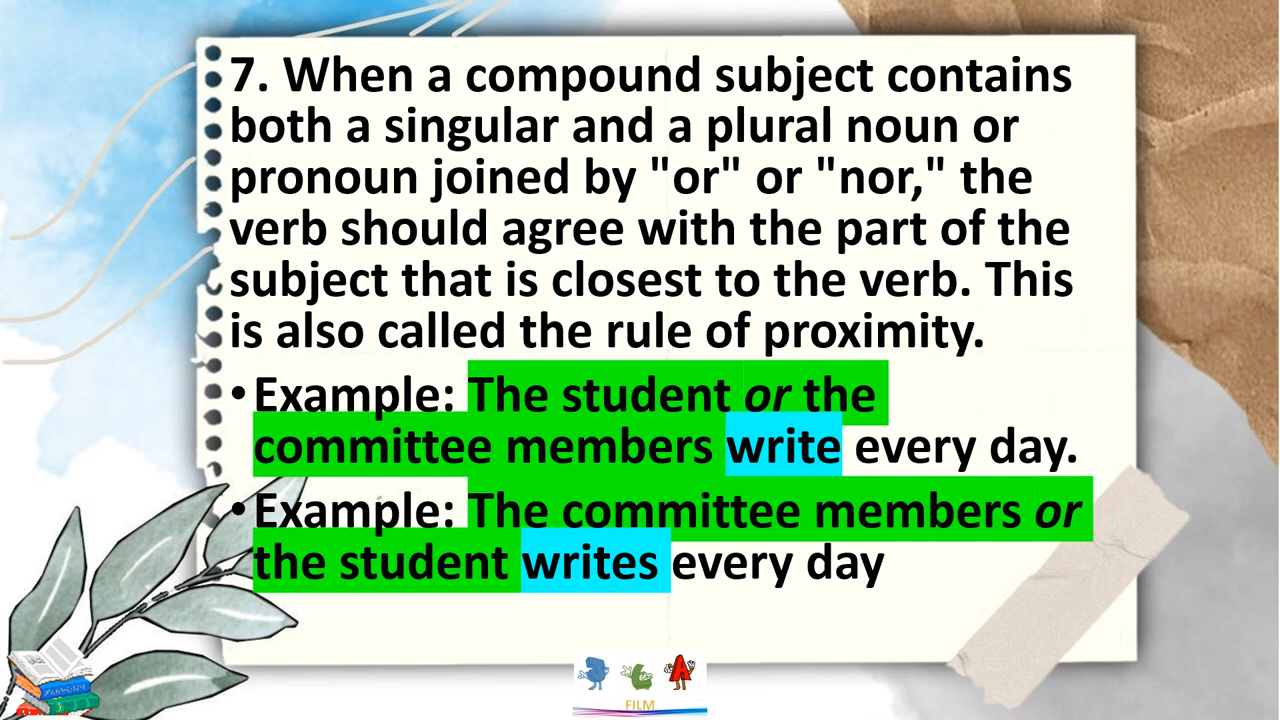 7. When a compound subject contains
both a singular and a plural noun or
pronoun joined by "or" or "nor," the
verb should agree with the part of the
subject that is closest to the verb. This
is also called the rule of proximity.
•Example: The student or the
committee members write every day.
•Example: The committee members or
the student writes every day
FILM